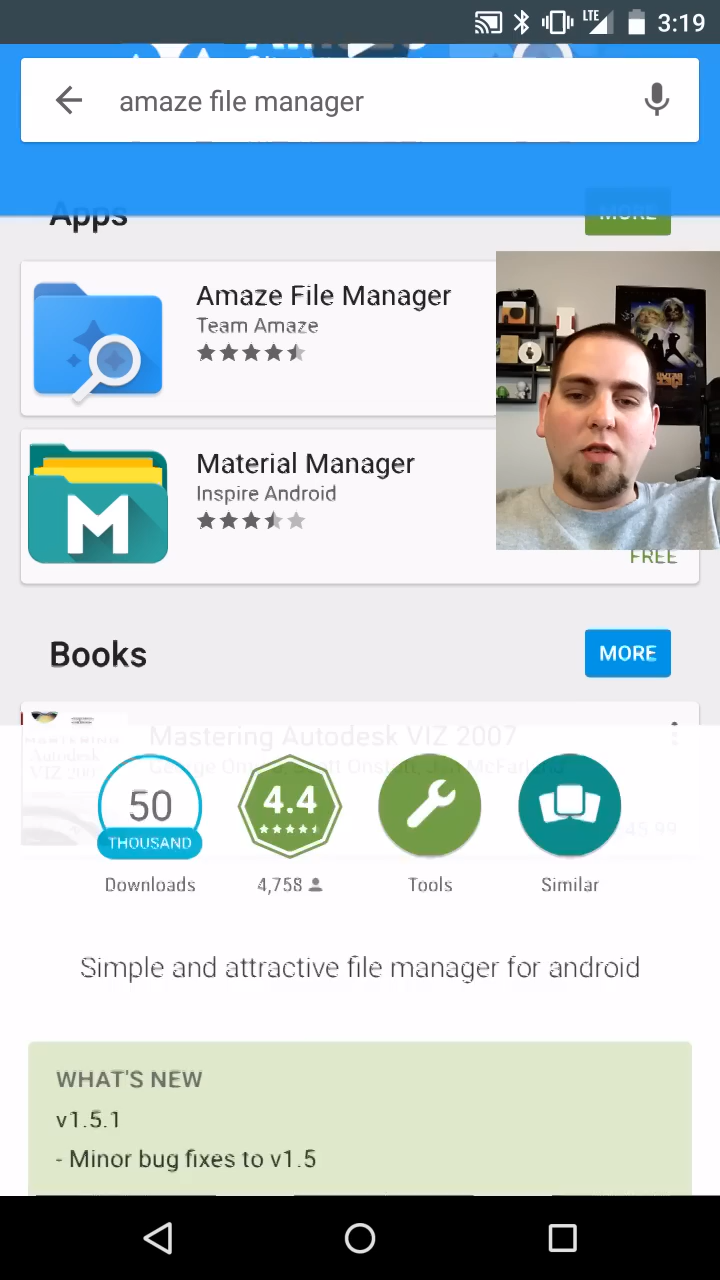 LTE 3:19
amaze file manager
Apps
MORE
Amaze File Manager
Team Amaze
Material Manager
Inspire Android
M
FREE
Books
MORE
Mastering Autodesk VIZ 2007
50
THOUSAND
4.4
Downloads
4,758
Tools
Similar
Simple and attractive file manager for android
WHAT'S NEW
v1.5.1
- Minor bug fixes to v1.5